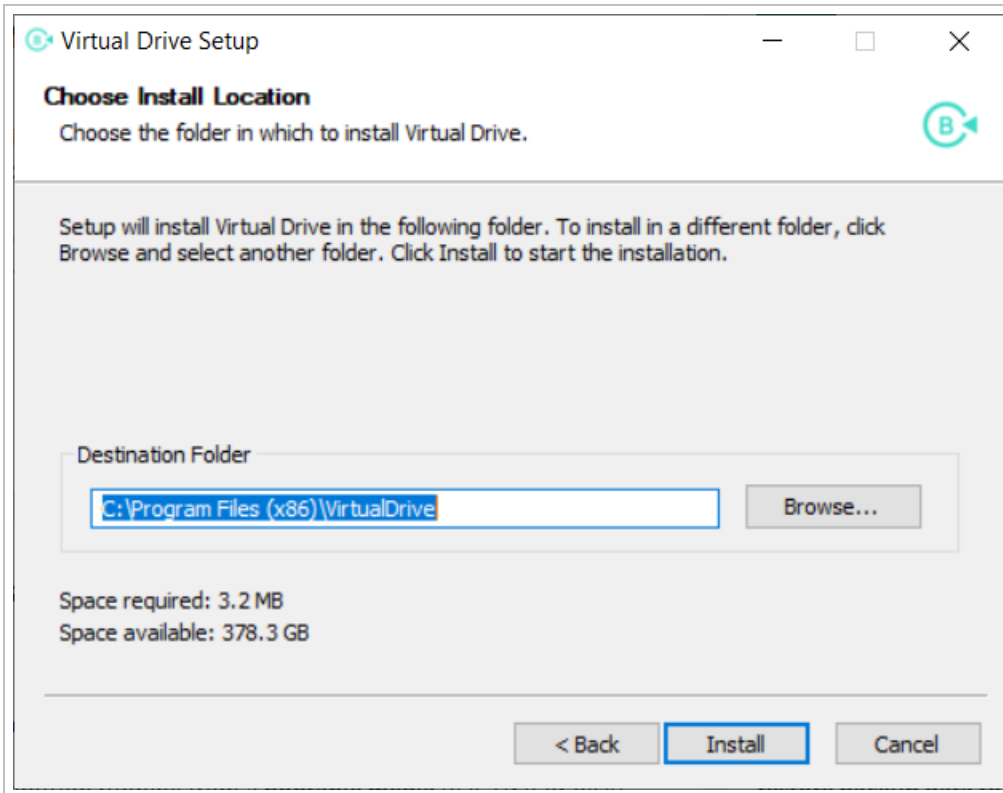 Virtual Drive Setup
Choose Install Location
Choose the folder in which to install Virtual Drive.
B
Setup will install Virtual Drive in the following folder. To install in a different folder, click
Browse and select another folder. Click Install to start the installation.
Destination Folder
C:\Program Files (x86)\VirtualDrive
Browse...
Space required: 3.2 MB
Space available: 378.3 GB
< Back
Install
Cancel